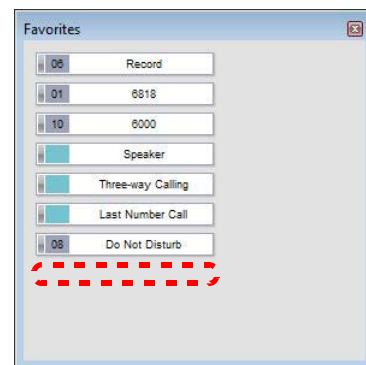 Favorites
06 Record
01 6818
10 6000
Speaker
Three-way Calling
Last Number Call
08 Do Not Disturb